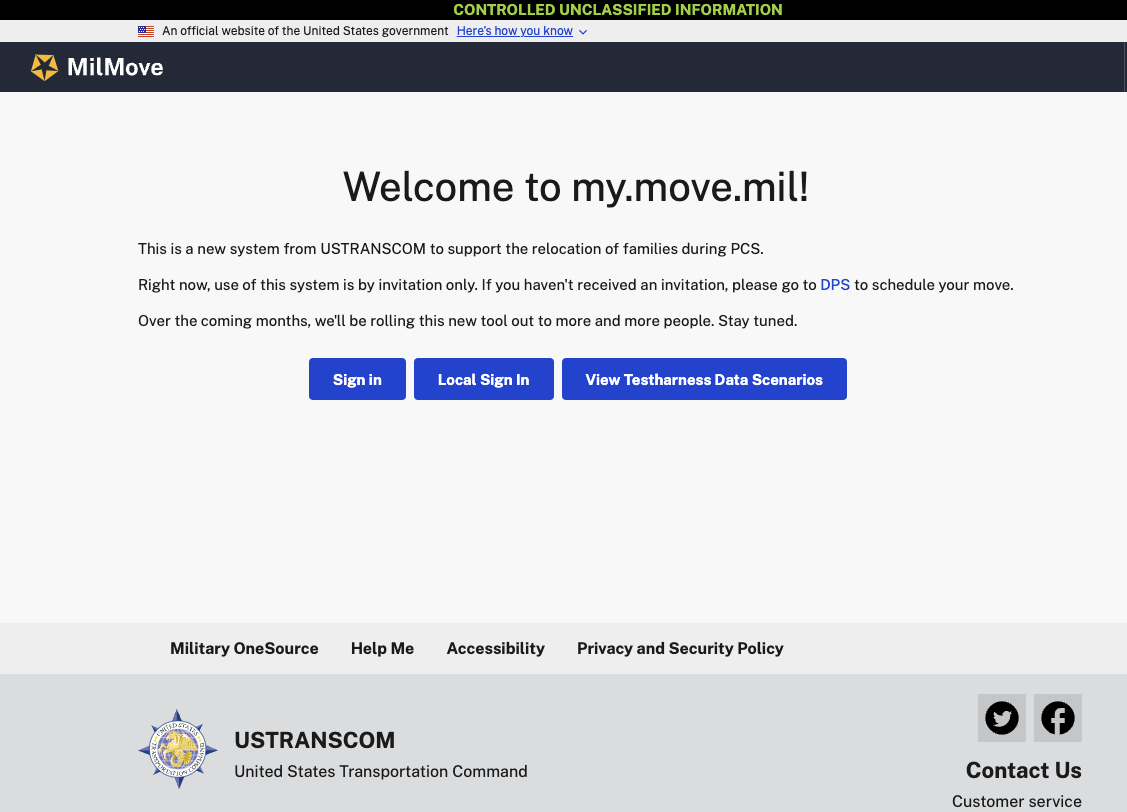 CONTROLLED UNCLASSIFIED INFORMATION
An official website of the United States government Here's how you know
MilMove
Welcome to my.move.mil!
This is a new system from USTRANSCOM to support the relocation of families during PCS.
Right now, use of this system is by invitation only. If you haven't received an invitation, please go to DPS to schedule your move.
Over the coming months, we'll be rolling this new tool out to more and more people. Stay tuned.
Sign in Local Sign In View Testharness Data Scenarios
Military OneSource Help Me Accessibility Privacy and Security Policy
USTRANSCOM
United States Transportation Command
Contact Us
Customer service